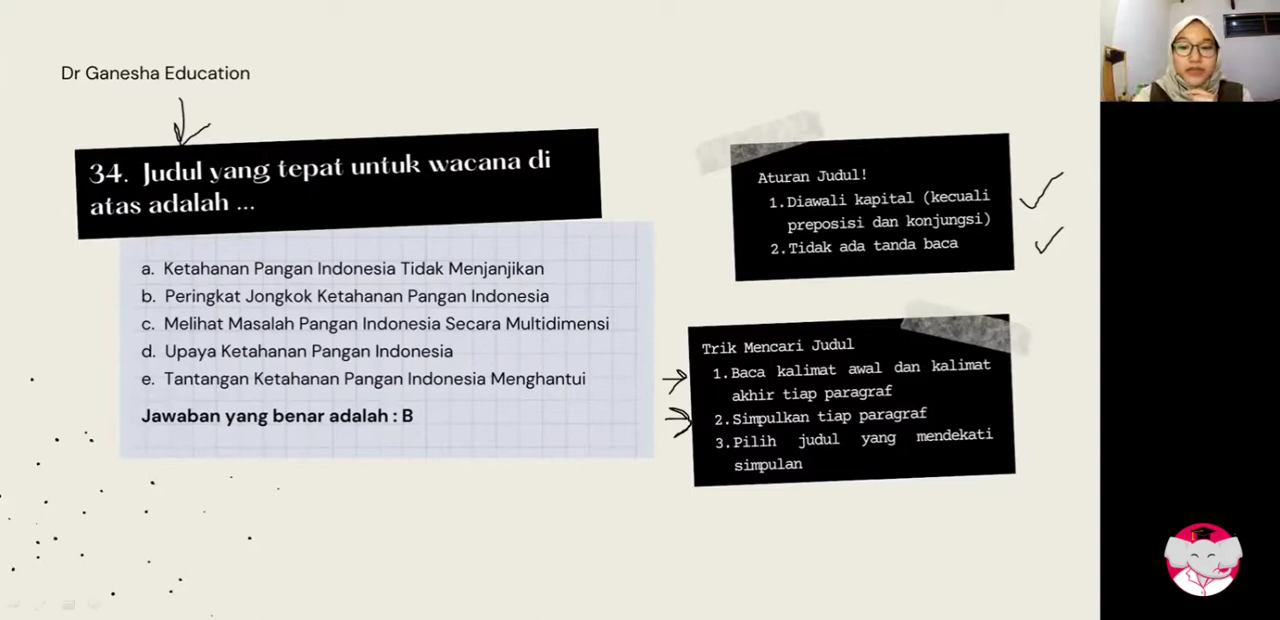 Dr Ganesha Education
34. Judul yang tepat untuk wacana di
atas adalah ...
a. Ketahanan Pangan Indonesia Tidak Menjanjikan
b. Peringkat Jongkok Ketahanan Pangan Indonesia
c. Melihat Masalah Pangan Indonesia Secara Multidimensi
d. Upaya Ketahanan Pangan Indonesia
e. Tantangan Ketahanan Pangan Indonesia Menghantui
Jawaban yang benar adalah : B
Aturan Judul!
1.Diawali kapital (kecuali
preposisi dan konjungsi)
2.Tidak ada tanda baca
Trik Mencari Judul
1.Baca kalimat awal dan kalimat
akhir tiap paragraf
2.Simpulkan tiap paragraf
3.Pilih judul yang mendekati
simpulan